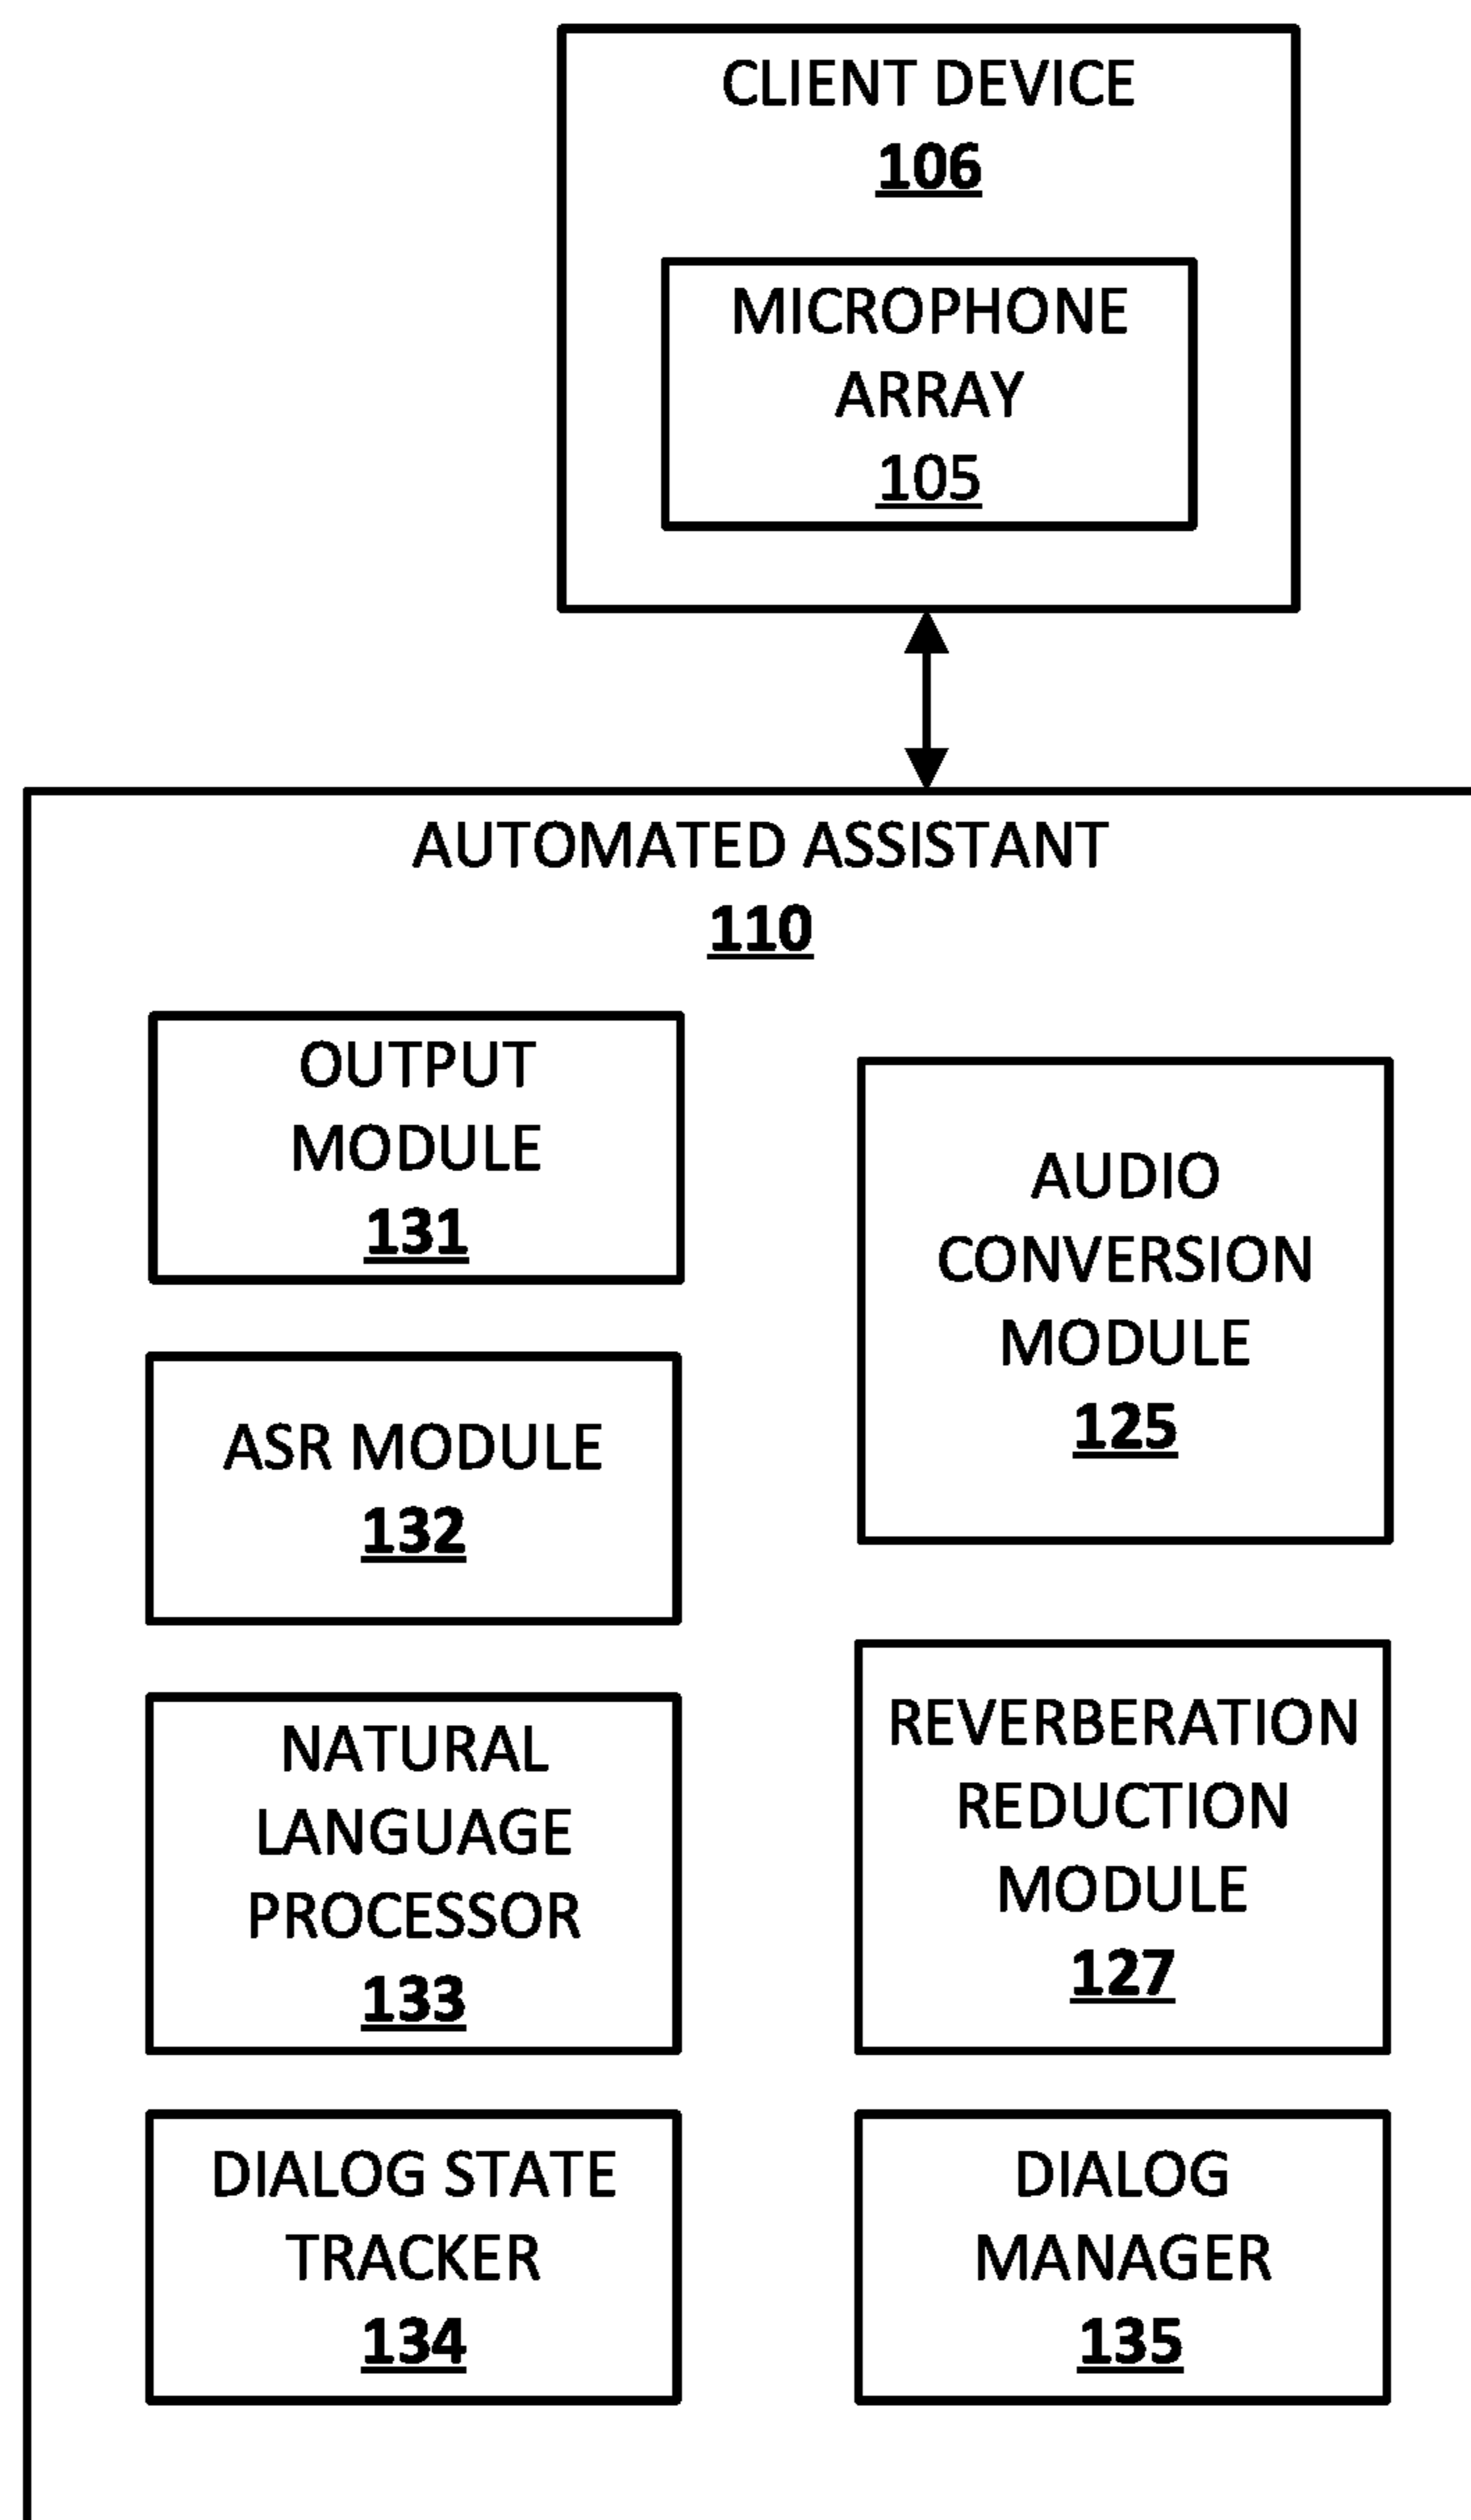 CLIENT DEVICE
106
MICROPHONE
ARRAY
105
AUTOMATED ASSISTANT
110
OUTPUT
MODULE
131
ASR MODULE
132
NATURAL
LANGUAGE
PROCESSOR
133
DIALOG STATE
TRACKER
134
AUDIO
CONVERSION
MODULE
125
REVERBERATION
REDUCTION
MODULE
127
DIALOG
MANAGER
135